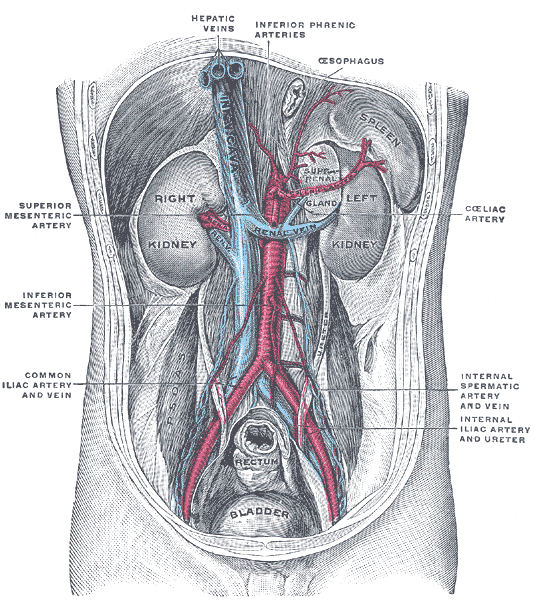 HEPATIC
VEINS
INFERIOR PHRENIC
ARTERIES
ŒSOPHAGUS
SPLEEN
SUPRA
RENAL
GLAND
RIGHT
KIDNEY
LEFT
KIDNEY
SUPERIOR
MESENTERIC
ARTERY
CŒLIAC
ARTERY
RENAL VEIN
INFERIOR
MESENTERIC
ARTERY
URETER
PSOAS
COMMON
ILIAC ARTERY
AND VEIN
INTERNAL
SPERMATIC
ARTERY
AND VEIN
INTERNAL
ILIAC ARTERY
AND URETER
RECTUM
BLADDER